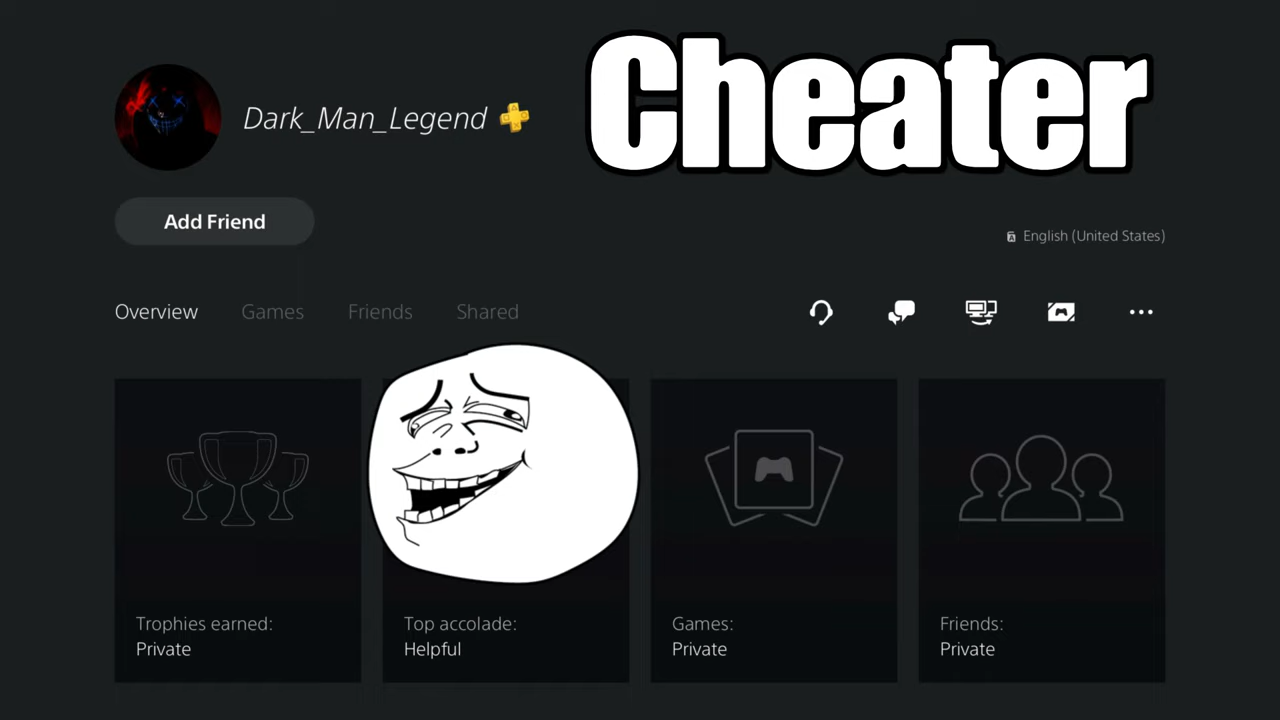 Cheater
Dark_Man_Legend
Add Friend
English (United States)
Overview Games Friends Shared
Trophies earned:
Private
Top accolade:
Helpful
Games:
Private
Friends:
Private